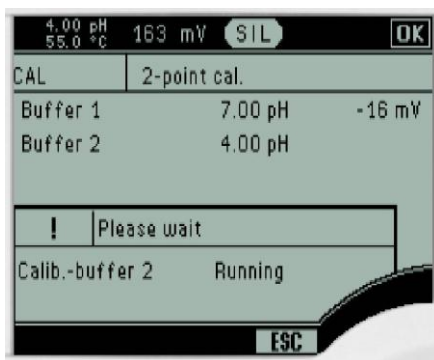 4.00 pH 163 mV SIL OK
55.0 °C
CAL 2-point cal.
Buffer 1 7.00 pH -16 mV
Buffer 2 4.00 pH
! Please wait
Calib.-buffer 2 Running
ESC